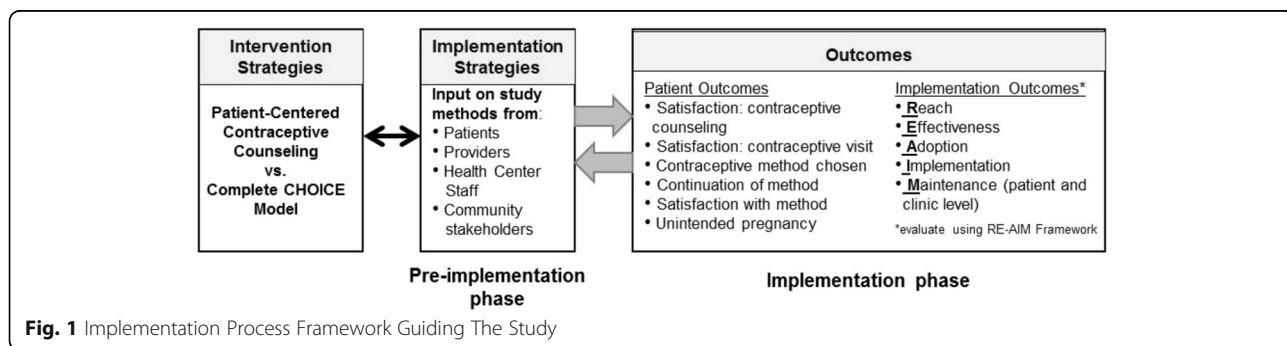 Intervention
Strategies
Patient-Centered
Contraceptive
Counseling
vs.
Complete CHOICE
Model
Implementation
Strategies
Input on study
methods from:
• Patients
• Providers
• Health Center
Staff
• Community
stakeholders
Pre-implementation
phase
Outcomes
Patient Outcomes
• Satisfaction: contraceptive
counseling
• Satisfaction: contraceptive visit
• Contraceptive method chosen
• Continuation of method
• Satisfaction with method
• Unintended pregnancy
Implementation Outcomes*
• Reach
• Effectiveness
• Adoption
• Implementation
• Maintenance (patient and
clinic level)
*evaluate using RE-AIM Framework
Implementation phase
Fig. 1 Implementation Process Framework Guiding The Study